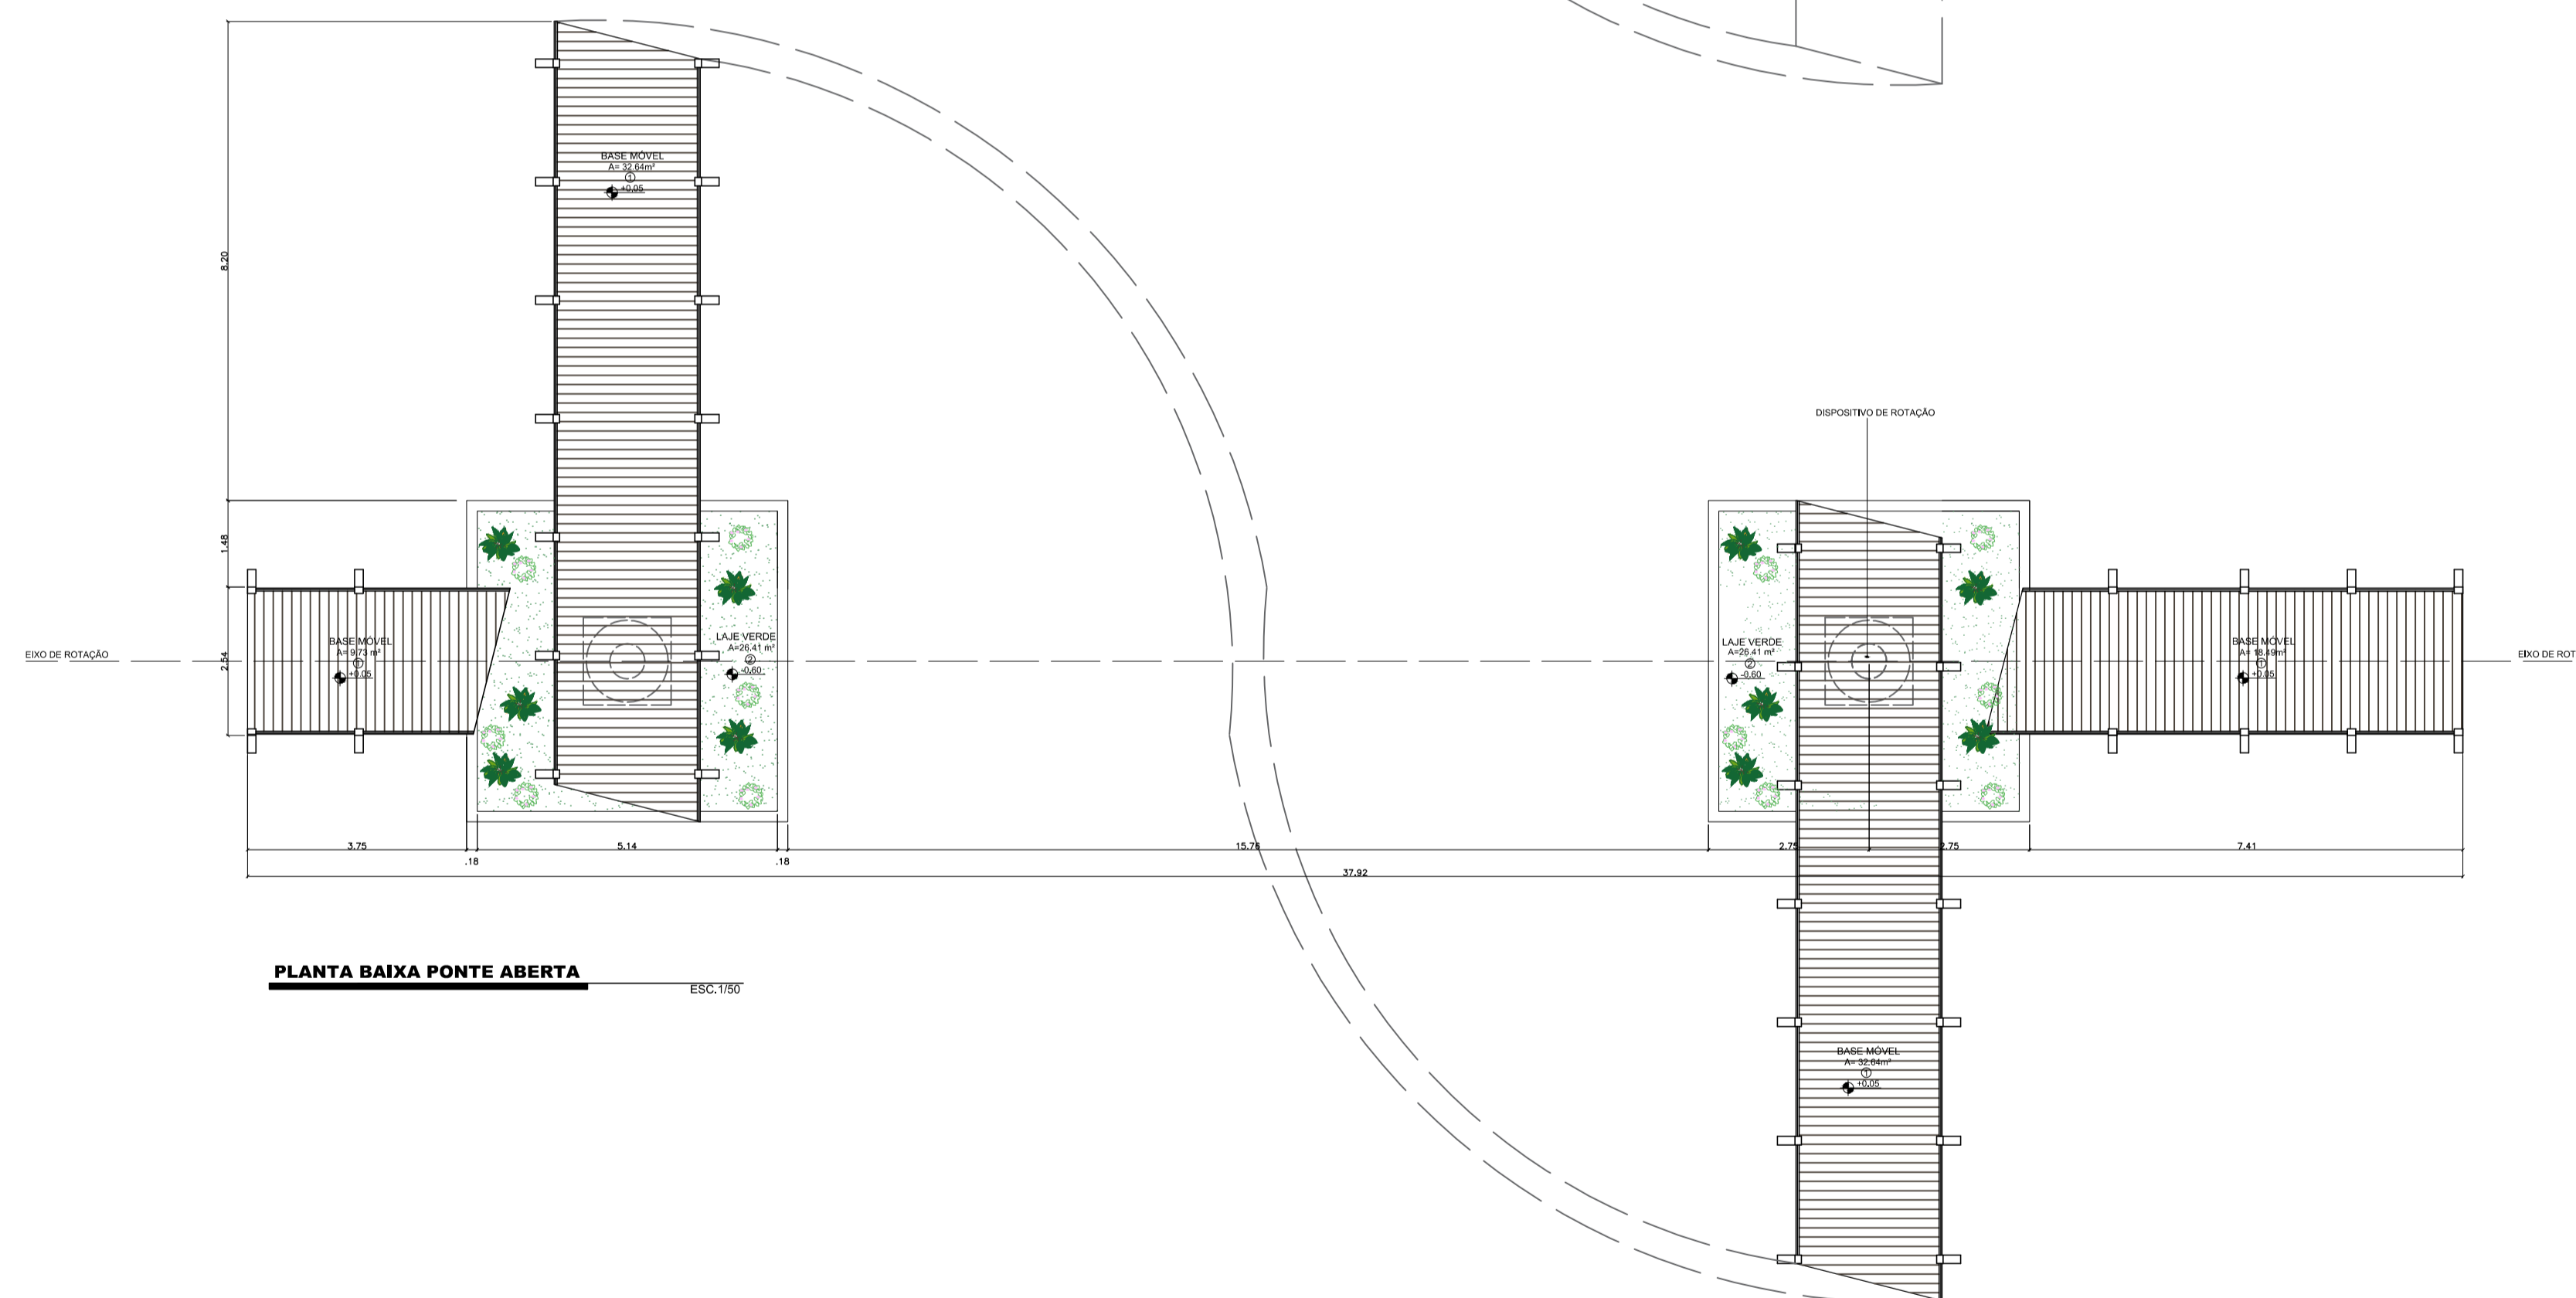 BASE MÓVEL
A= 32.64m²
1
+0.05
8.20
1.48
2.54
EIXO DE ROTAÇÃO
BASE MÓVEL
A= 9.73 m²
1
+0.05
LAJE VERDE
A=26.41 m²
2
-0.60
DISPOSITIVO DE ROTAÇÃO
LAJE VERDE
A=26.41 m²
2
-0.60
BASE MÓVEL
A= 18.49m²
1
+0.05
EIXO DE ROT
3.75
.18
5.14
.18
15.76
2.75
2.75
7.41
37.92
PLANTA BAIXA PONTE ABERTA
ESC.1/50
BASE MÓVEL
A= 32.64m²
1
+0.05